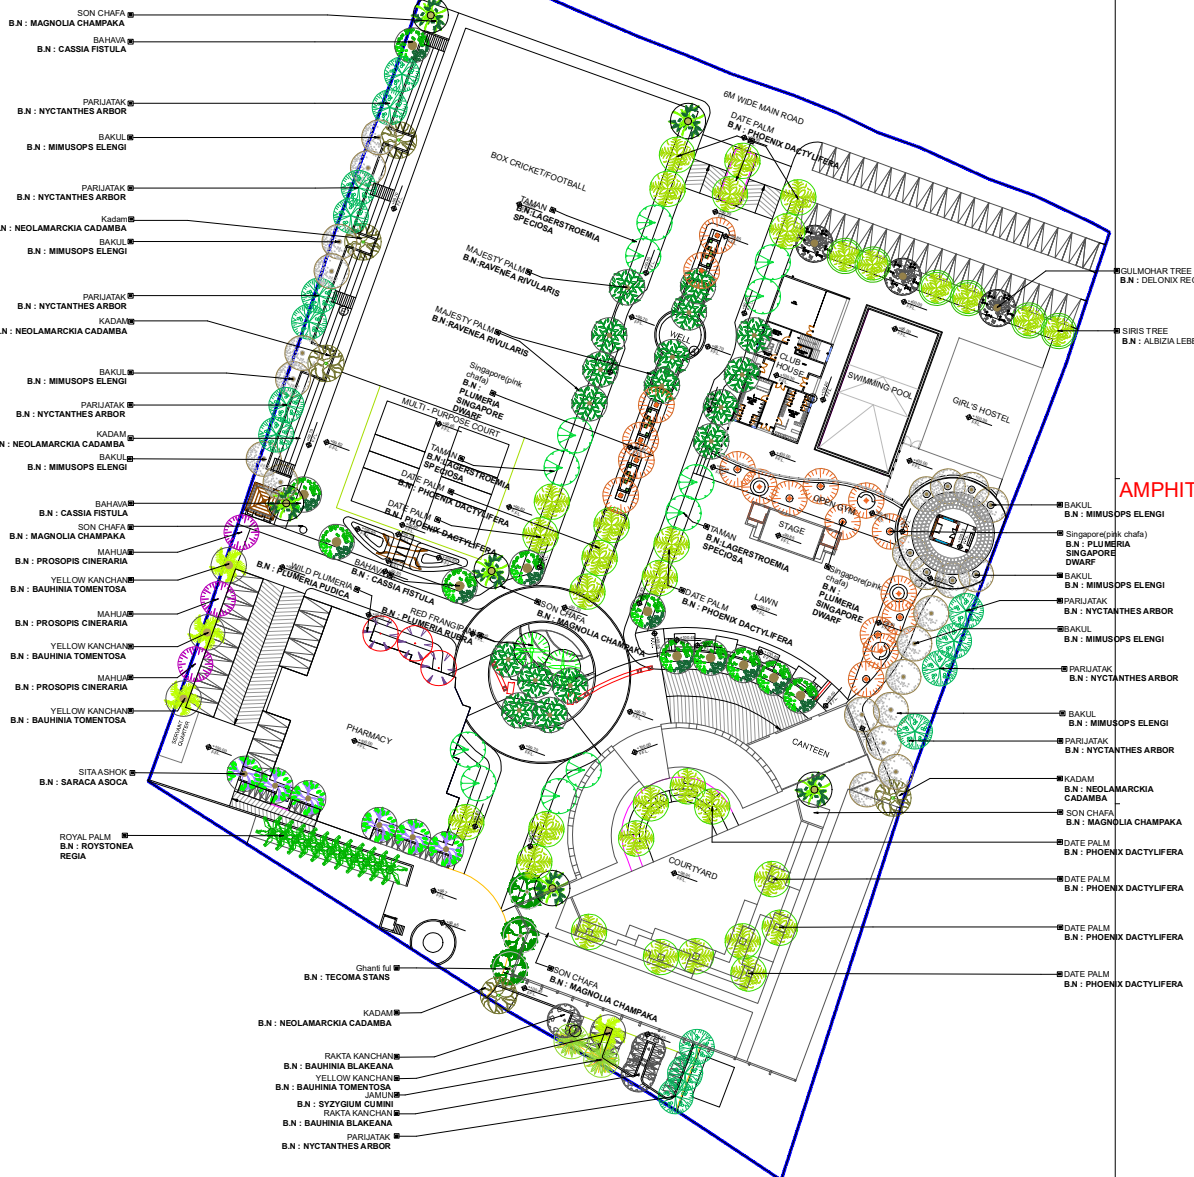 SON CHAFA
B.N : MAGNOLIA CHAMPAKA
BAHAVA
B.N : CASSIA FISTULA
PARIJATAK
B.N : NYCTANTHES ARBOR
BAKUL
B.N : MIMUSOPS ELENGI
PARIJATAK
B.N : NYCTANTHES ARBOR
Kadam
.N : NEOLAMARCKIA CADAMBA
BAKUL
B.N : MIMUSOPS ELENGI
PARIJATAK
B.N : NYCTANTHES ARBOR
KADAM
.N : NEOLAMARCKIA CADAMBA
BAKUL
B.N : MIMUSOPS ELENGI
PARIJATAK
B.N : NYCTANTHES ARBOR
KADAM
N : NEOLAMARCKIA CADAMBA
BAKUL
B.N : MIMUSOPS ELENGI
BAHAVA
B.N : CASSIA FISTULA
SON CHAFA
B.N : MAGNOLIA CHAMPAKA
MAHUA
B.N : PROSOPIS CINERARIA
YELLOW KANCHAN
B.N : BAUHINIA TOMENTOSA
MAHUA
B.N : PROSOPIS CINERARIA
YELLOW KANCHAN
B.N : BAUHINIA TOMENTOSA
MAHUA
B.N : PROSOPIS CINERARIA
YELLOW KANCHAN
B.N : BAUHINIA TOMENTOSA
SITA ASHOK
B.N : SARACA ASOCA
ROYAL PALM
B.N : ROYSTONEA
REGIA
Ghanti ful
B.N : TECOMA STANS
KADAM
B.N : NEOLAMARCKIA CADAMBA
RAKTA KANCHAN
B.N : BAUHINIA BLAKEANA
YELLOW KANCHAN
B.N : BAUHINIA TOMENTOSA
JAMUN
B.N : SYZYGIUM CUMINI
RAKTA KANCHAN
B.N : BAUHINIA BLAKEANA
PARIJATAK
B.N : NYCTANTHES ARBOR
6M WIDE MAIN ROAD
DATE PALM
B.N : PHOENIX DACTYLIFERA
BOX CRICKET/FOOTBALL
TAMAN
B.N:LAGERSTROEMIA
SPECIOSA
MAJESTY PALM
B.N:RAVENEA RIVULARIS
MAJESTY PALM
B.N:RAVENEA RIVULARIS
WELL
Singapore(pink
chafa)
B.N :
PLUMERIA
SINGAPORE
DWARF
MULTI - PURPOSE COURT
TAMAN
B.N:LAGERSTROEMIA
SPECIOSA
DATE PALM
B.N : PHOENIX DACTYLIFERA
DATE PALM
B.N : PHOENIX DACTYLIFERA
BAHAVA
B.N : CASSIA FISTULA
WILD PLUMERIA
B.N : PLUMERIA PUDICA
RED FRANGIPANI
B.N : PLUMERIA RUBRA
SON CHAFA
B.N : MAGNOLIA CHAMPAKA
CLUB
HOUSE
SWIMMING POOL
GIRL'S HOSTEL
OPEN GYM
STAGE
TAMAN
B.N:LAGERSTROEMIA
SPECIOSA
LAWN
DATE PALM
B.N : PHOENIX DACTYLIFERA
Singapore(pink
chafa)
B.N :
PLUMERIA
SINGAPORE
DWARF
SERVANT
QUARTER
PHARMACY
CANTEEN
COURTYARD
SON CHAFA
B.N : MAGNOLIA CHAMPAKA
GULMOHAR TREE
B.N : DELONIX REG
SIRIS TREE
B.N : ALBIZIA LEBB
AMPHIT
BAKUL
B.N : MIMUSOPS ELENGI
Singapore(pink chafa)
B.N : PLUMERIA
SINGAPORE
DWARF
BAKUL
B.N : MIMUSOPS ELENGI
PARIJATAK
B.N : NYCTANTHES ARBOR
BAKUL
B.N : MIMUSOPS ELENGI
PARIJATAK
B.N : NYCTANTHES ARBOR
BAKUL
B.N : MIMUSOPS ELENGI
PARIJATAK
B.N : NYCTANTHES ARBOR
KADAM
B.N : NEOLAMARCKIA
CADAMBA
SON CHAFA
B.N : MAGNOLIA CHAMPAKA
DATE PALM
B.N : PHOENIX DACTYLIFERA
DATE PALM
B.N : PHOENIX DACTYLIFERA
DATE PALM
B.N : PHOENIX DACTYLIFERA
DATE PALM
B.N : PHOENIX DACTYLIFERA